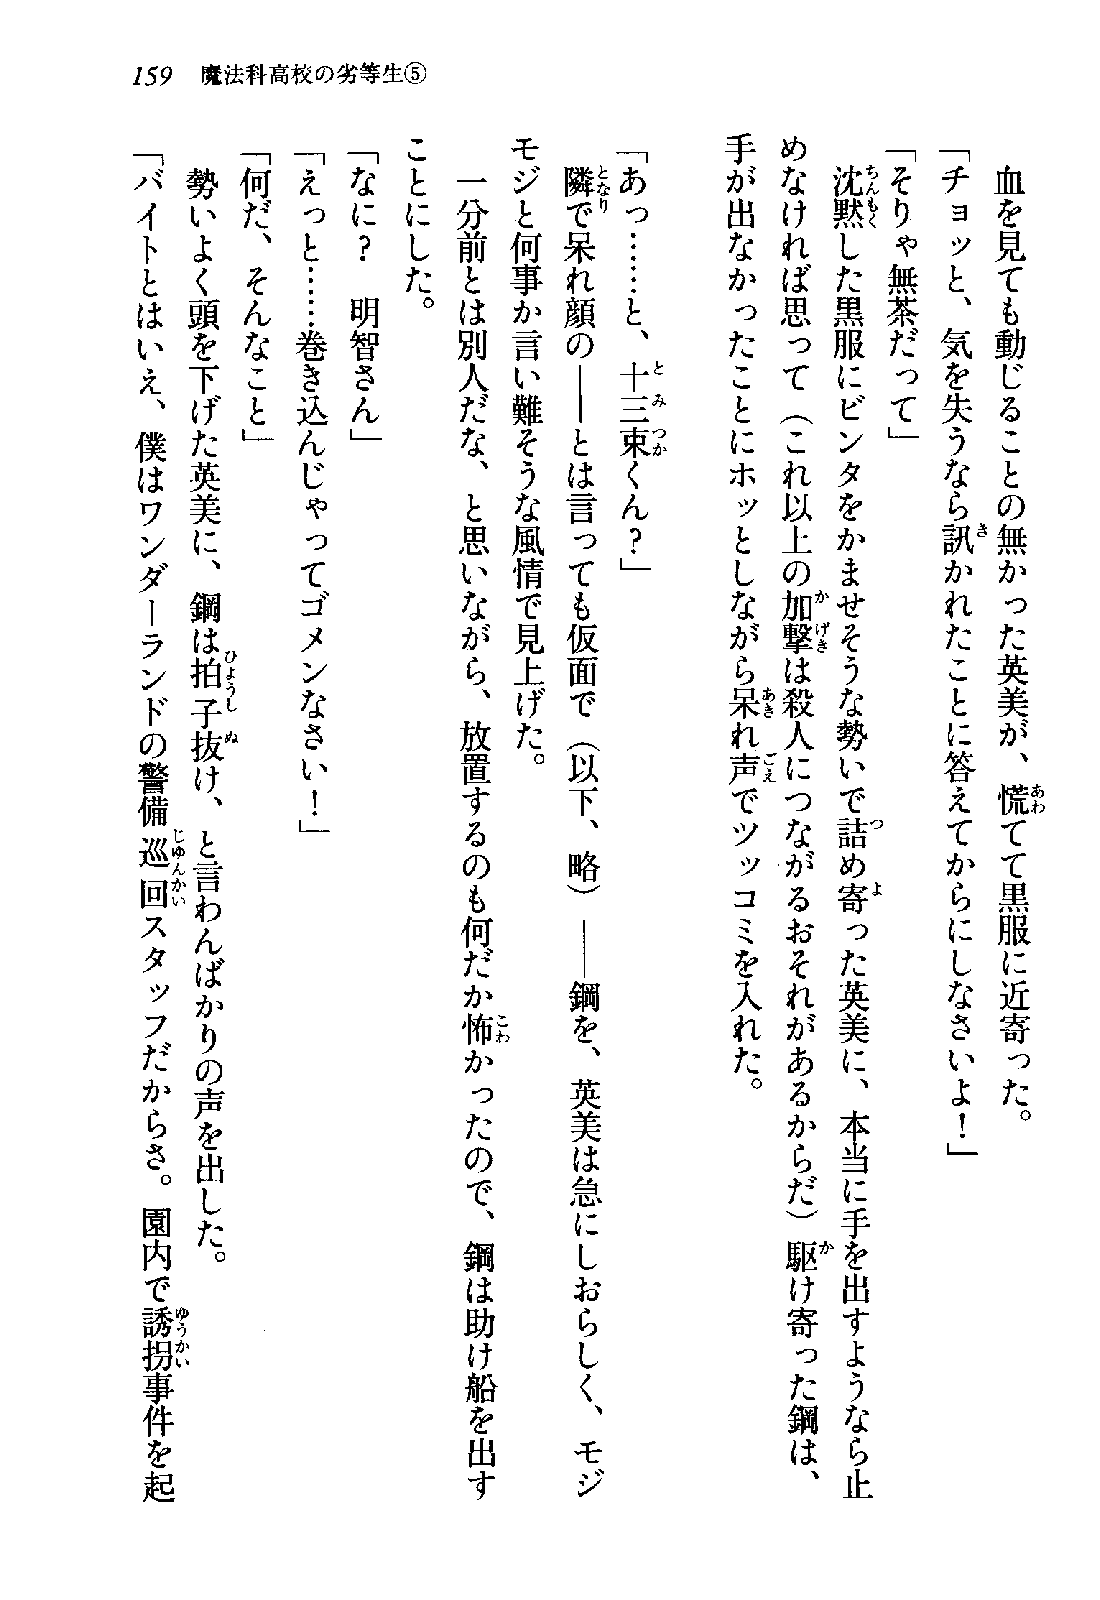 159　魔法科高校の劣等生⑤
　血を見ても動じることの無かった英美が、慌てて黒服に近寄った。
「チョッと、気を失うなら訊かれたことに答えてからにしなさいよ！」
「そりゃ無茶だって」
　沈黙した黒服にビンタをかませそうな勢いで詰め寄った英美に、本当に手を出すようなら止
めなければ思って（これ以上の加撃は殺人につながるおそれがあるからだ）駆け寄った鋼は、
手が出なかったことにホッとしながら呆れ声でツッコミを入れた。
「あっ……と、十三束くん？」
　隣で呆れ顔の――とは言っても仮面で（以下、略）――鋼を、英美は急にしおらしく、モジ
モジと何事か言い難そうな風情で見上げた。
　一分前とは別人だな、と思いながら、放置するのも何だか怖かったので、鋼は助け船を出す
ことにした。
「なに？　明智さん」
「えっと……巻き込んじゃってゴメンなさい！」
「何だ、そんなこと」
　勢いよく頭を下げた英美に、鋼は拍子抜け、と言わんばかりの声を出した。
「バイトとはいえ、僕はワンダーランドの警備巡回スタッフだからさ。園内で誘拐事件を起